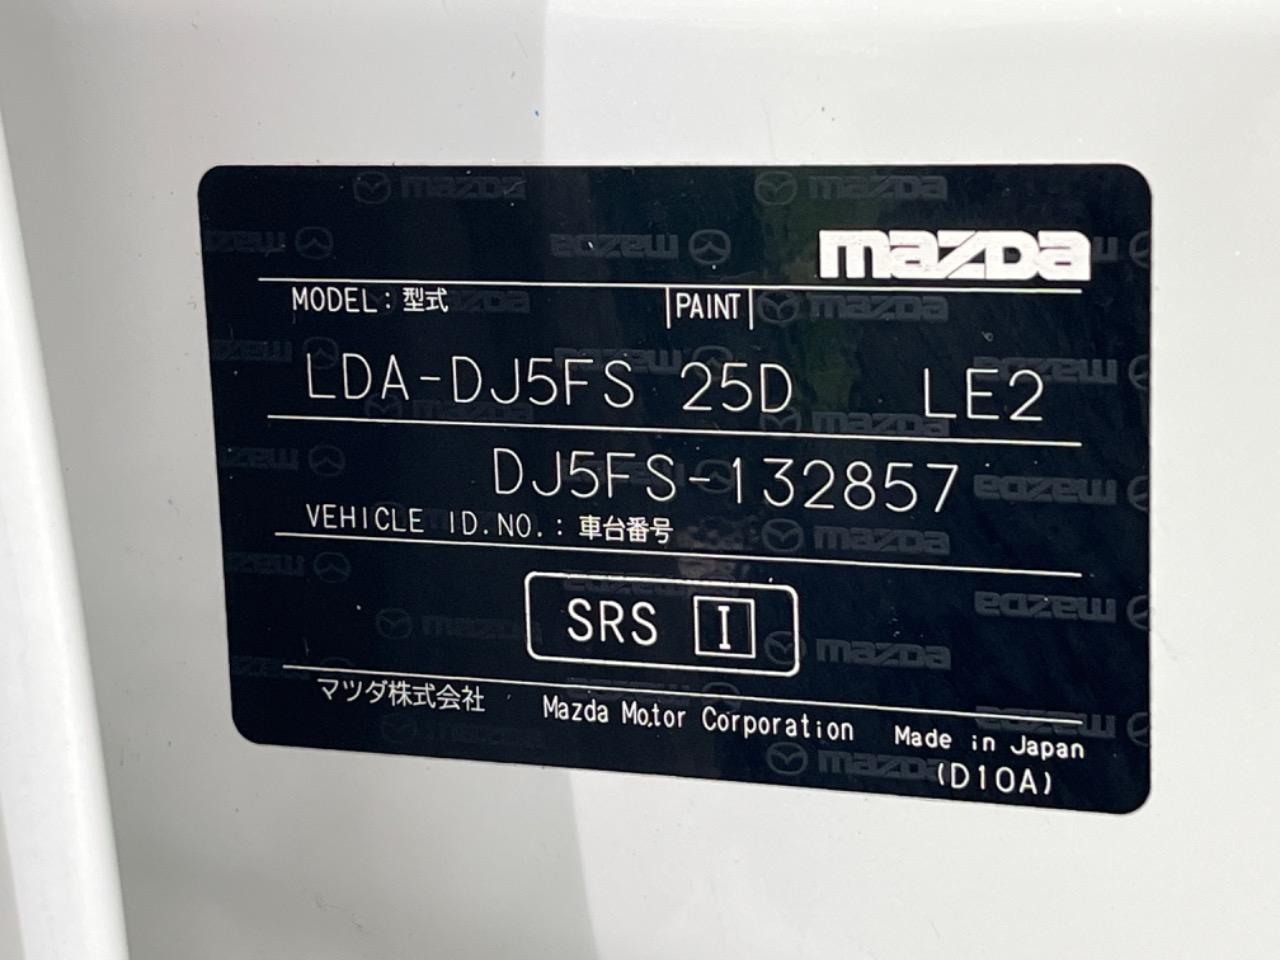 mazda
MODEL:型式 PAINT
LDA-DJ5FS 25D LE2
DJ5FS-132857
VEHICLE ID.NO.:車台番号
SRS I
マツダ株式会社 Mazda Motor Corporation Made in Japan
(D10A)